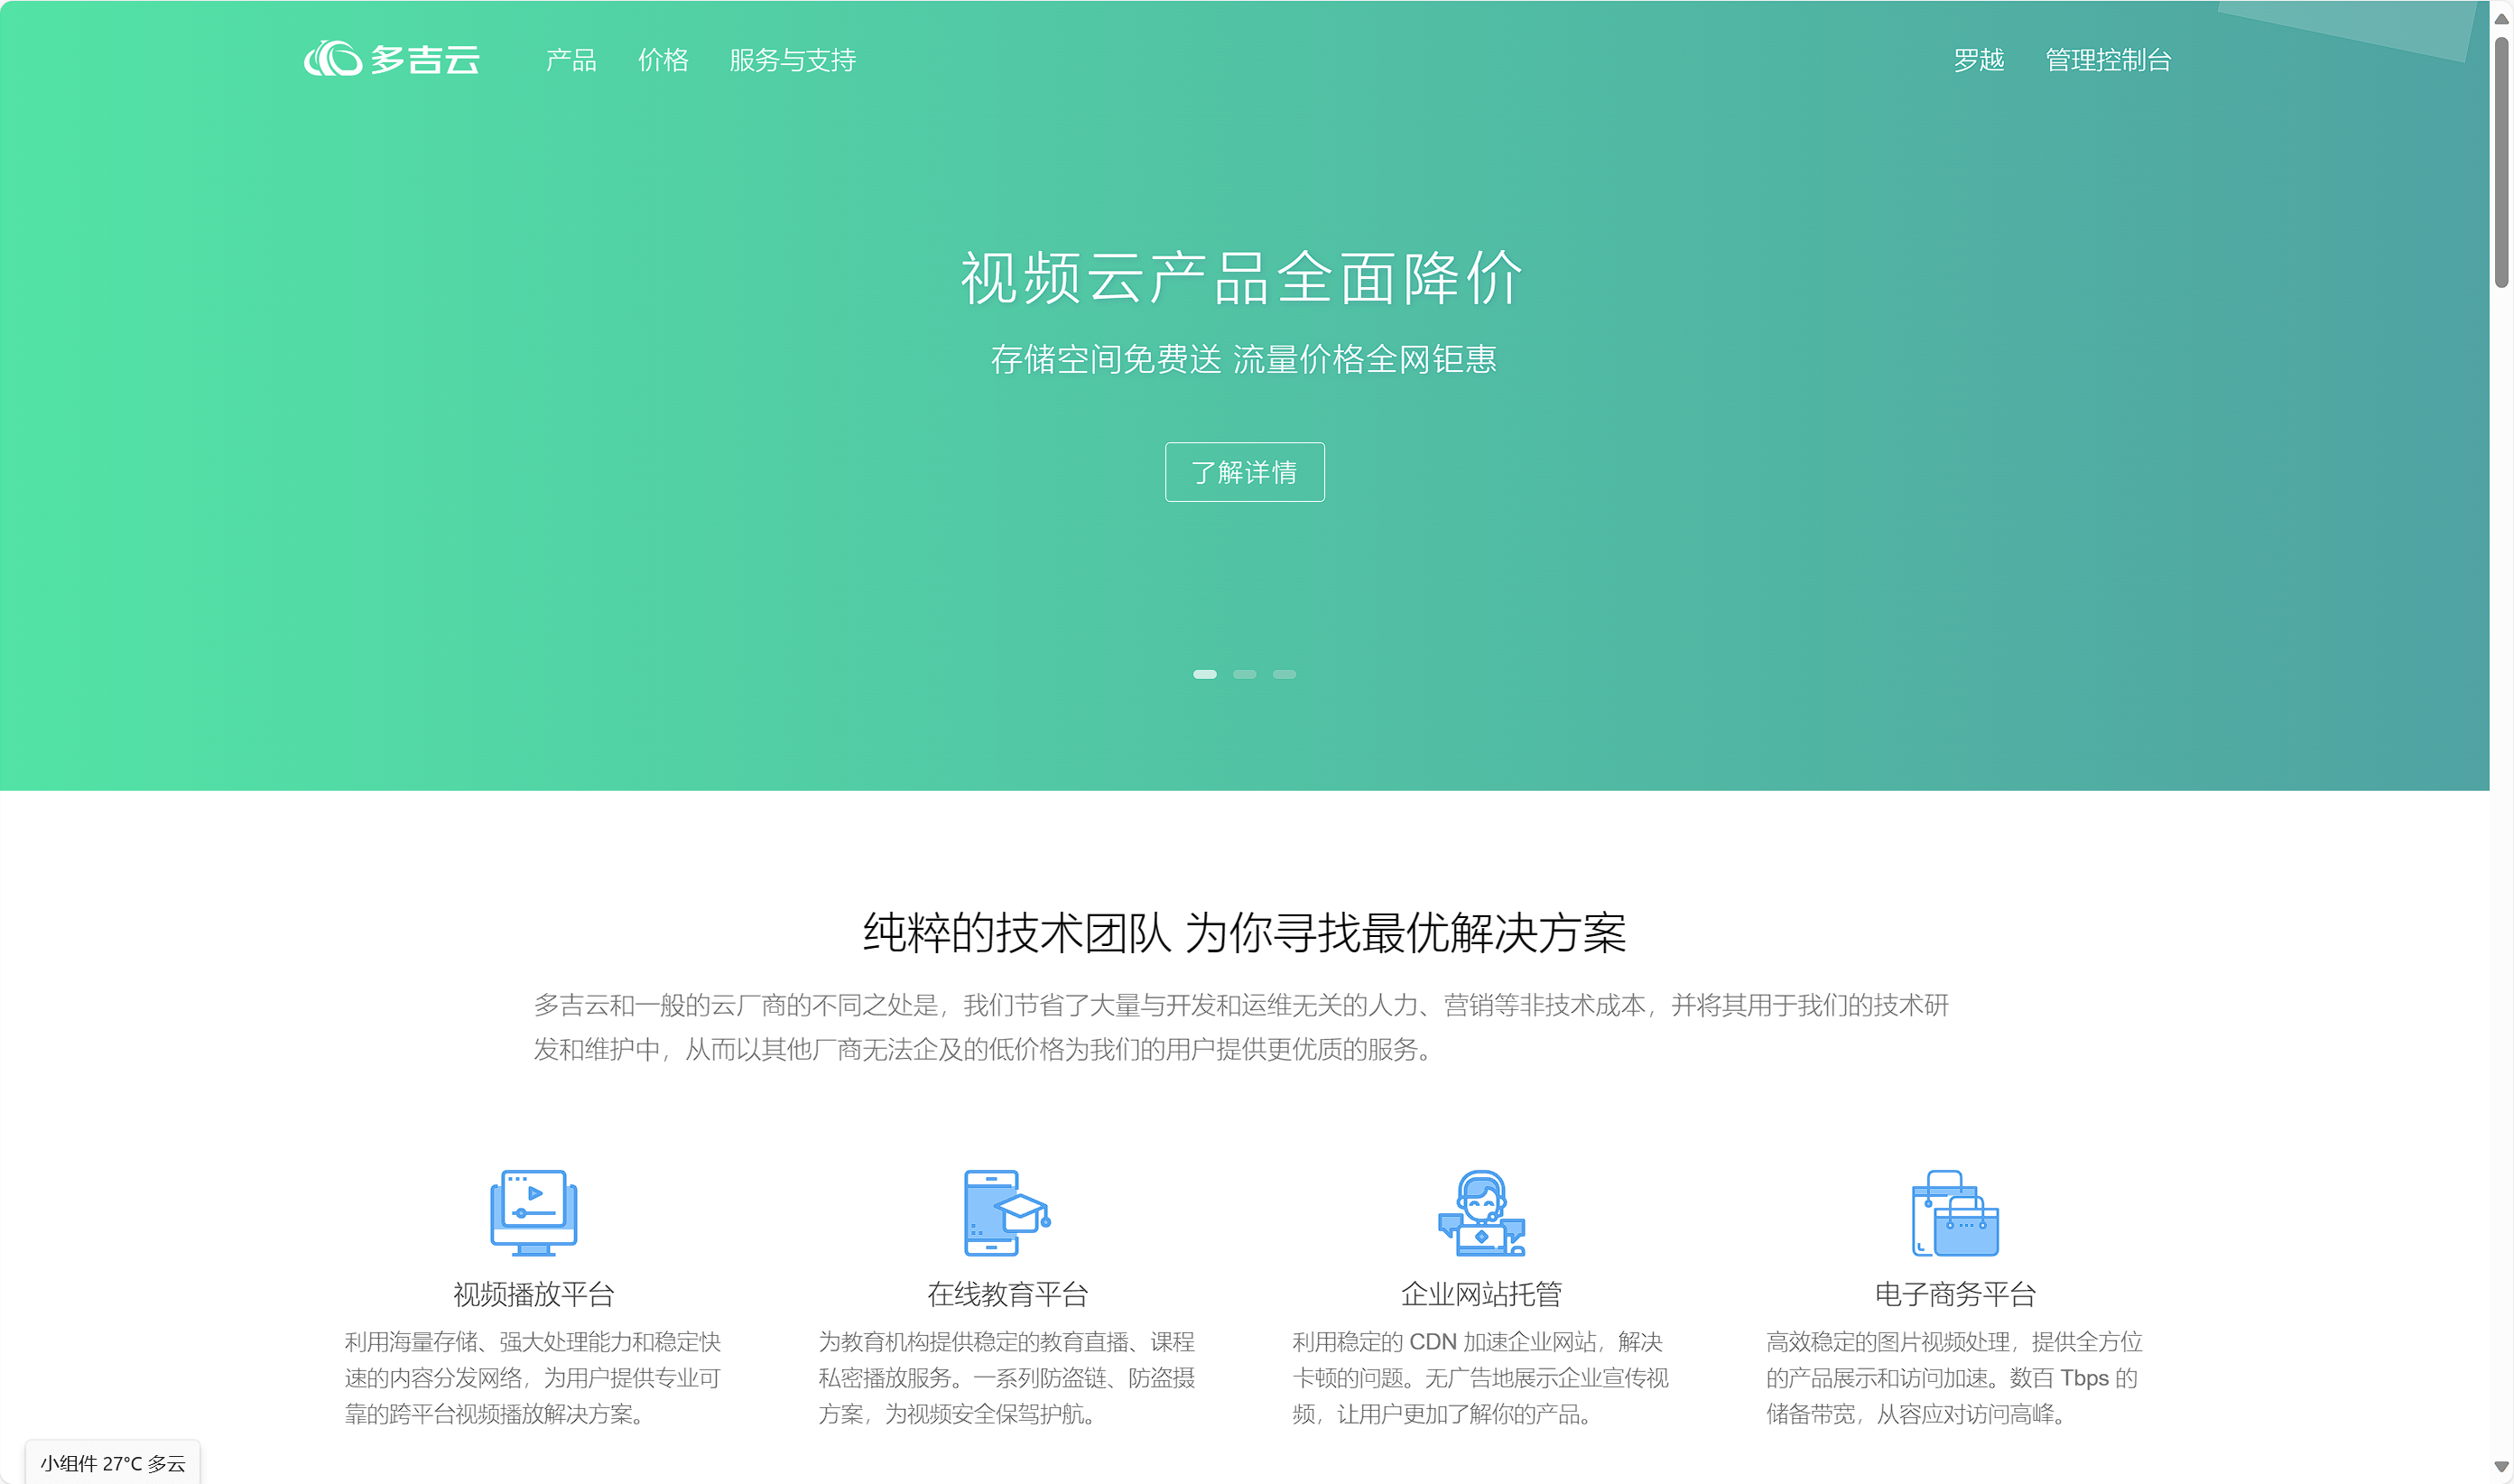 多吉云
产品 价格 服务与支持
罗越 管理控制台
视频云产品全面降价
存储空间免费送 流量价格全网钜惠
了解详情
纯粹的技术团队 为你寻找最优解决方案
多吉云和一般的云厂商的不同之处是，我们节省了大量与开发和运维无关的人力、营销等非技术成本，并将其用于我们的技术研
发和维护中，从而以其他厂商无法企及的低价格为我们的用户提供更优质的服务。
视频播放平台
利用海量存储、强大处理能力和稳定快
速的内容分发网络，为用户提供专业可
靠的跨平台视频播放解决方案。
在线教育平台
为教育机构提供稳定的教育直播、课程
私密播放服务。一系列防盗链、防盗摄
方案，为视频安全保驾护航。
企业网站托管
利用稳定的 CDN 加速企业网站，解决
卡顿的问题。无广告地展示企业宣传视
频，让用户更加了解你的产品。
电子商务平台
高效稳定的图片视频处理，提供全方位
的产品展示和访问加速。数百 Tbps 的
储备带宽，从容应对访问高峰。
小组件 27°C 多云